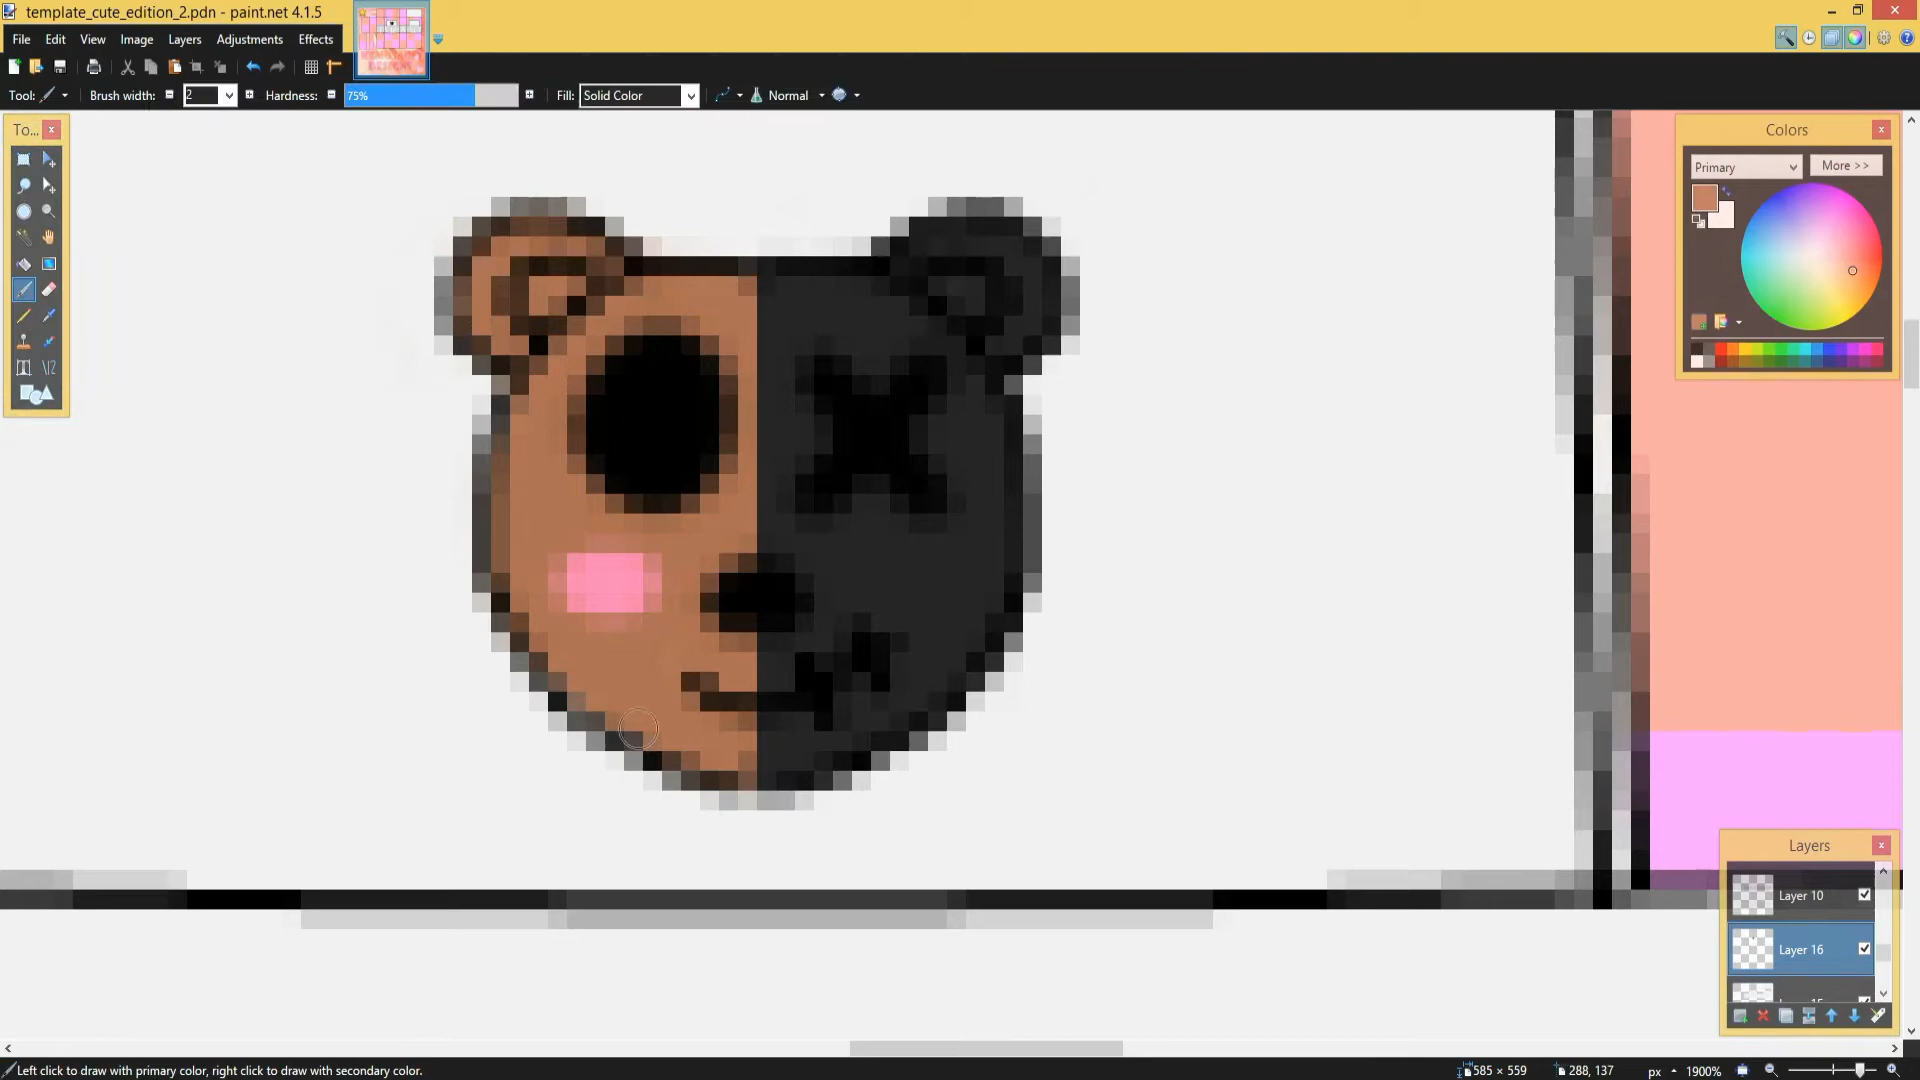 template_cute_edition_2.pdn - paint.net 4.1.5
File Edit View Image Layers Adjustments Effects
Tool: Brush width: 2 Hardness: 75% Fill: Solid Color Normal
To...
Colors
Primary More >>
Layers
Layer 10
Layer 16
Left click to draw with primary color, right click to draw with secondary color.
585 × 559 288, 137 px 1900%